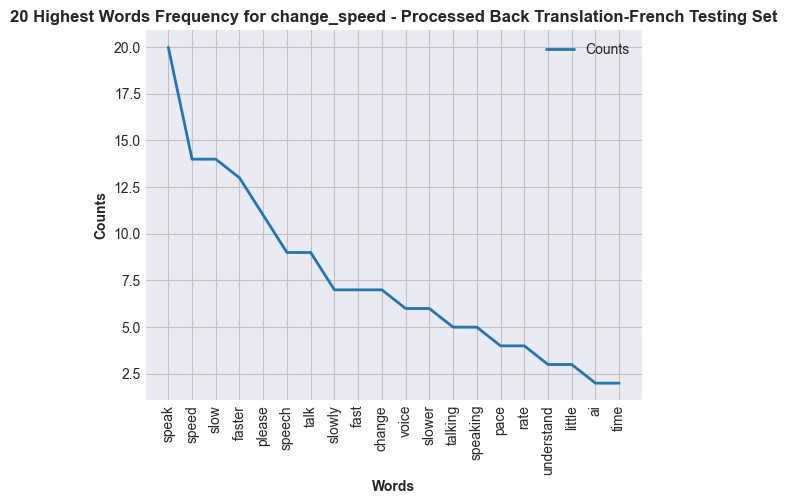 20 Highest Words Frequency for change_speed - Processed Back Translation-French Testing Set
Counts
20.0
17.5
15.0
12.5
10.0
7.5
5.0
2.5
Counts
speak
speed
slow
faster
please
speech
talk
slowly
fast
change
voice
slower
talking
speaking
pace
rate
understand
little
ai
time
Words